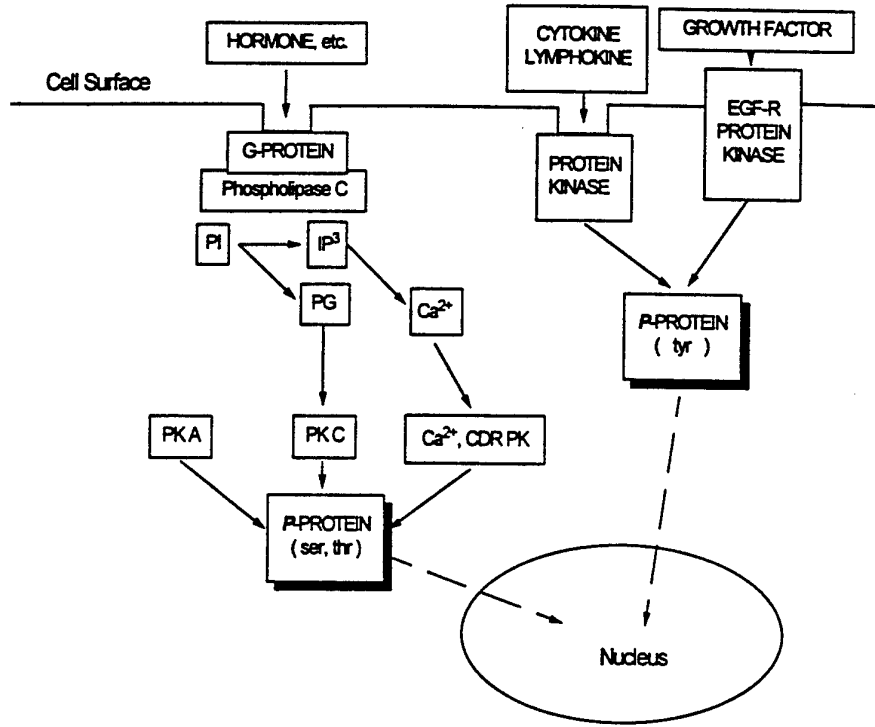 HORMONE, etc.
CYTOKINE
LYMPHOKINE
GROWTH FACTOR
Cell Surface
G-PROTEIN
Phospholipase C
PROTEIN
KINASE
EGF-R
PROTEIN
KINASE
PI
IP³
PG
Ca²⁺
P-PROTEIN
( tyr )
PK A
PK C
Ca²⁺, CDR PK
P-PROTEIN
( ser, thr )
Nucleus